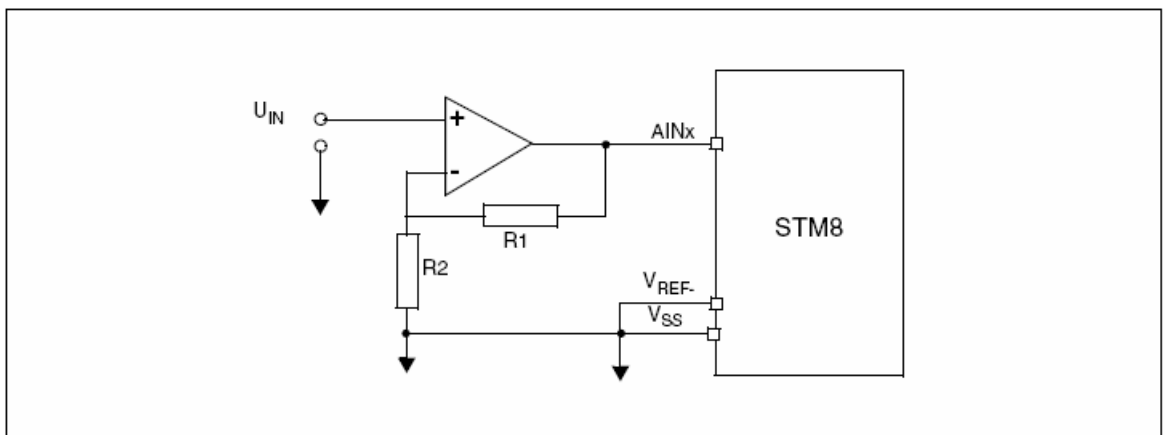 U_IN
+
-
AINx
R1
R2
STM8
V_REF-
V_SS